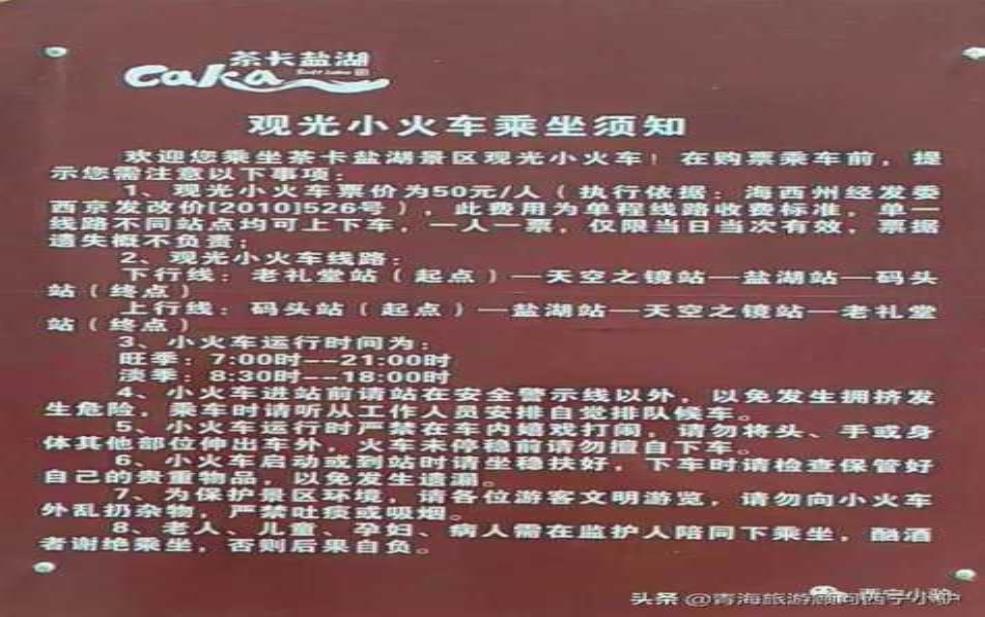 茶卡盐湖
Caka Salt Lake
观光小火车乘坐须知
欢迎您乘坐茶卡盐湖景区观光小火车！在购票乘车前，提
示您需注意以下事项：
1、观光小火车票价为50元/人（执行依据：海西州经发委
西京发改价[2010]526号），此费用为单程线路收费标准，单一
线路不同站点均可上下车，一人一票，仅限当日当次有效，票据
遗失概不负责；
2、观光小火车线路：
下行线：老礼堂站（起点）—天空之镜站—盐湖站—码头
站（终点）
上行线：码头站（起点）—盐湖站—天空之镜站—老礼堂
站（终点）
3、小火车运行时间为：
旺季：7:00时--21:00时
淡季：8:30时--18:00时
4、小火车进站前请站在安全警示线以外，以免发生拥挤发
生危险，乘车时请听从工作人员安排自觉排队候车。
5、小火车运行时严禁在车内嬉戏打闹，请勿将头、手或身
体其他部位伸出车外，火车未停稳前请勿擅自下车。
6、小火车启动或到站时请坐稳扶好，下车时请检查保管好
自己的贵重物品，以免发生遗漏。
7、为保护景区环境，请各位游客文明游览，请勿向小火车
外乱扔杂物，严禁吐痰或吸烟。
8、老人、儿童、孕妇、病人需在监护人陪同下乘坐，酗酒
者谢绝乘坐，否则后果自负。
头条 @青海旅游顾问西宁小驴
西宁小驴